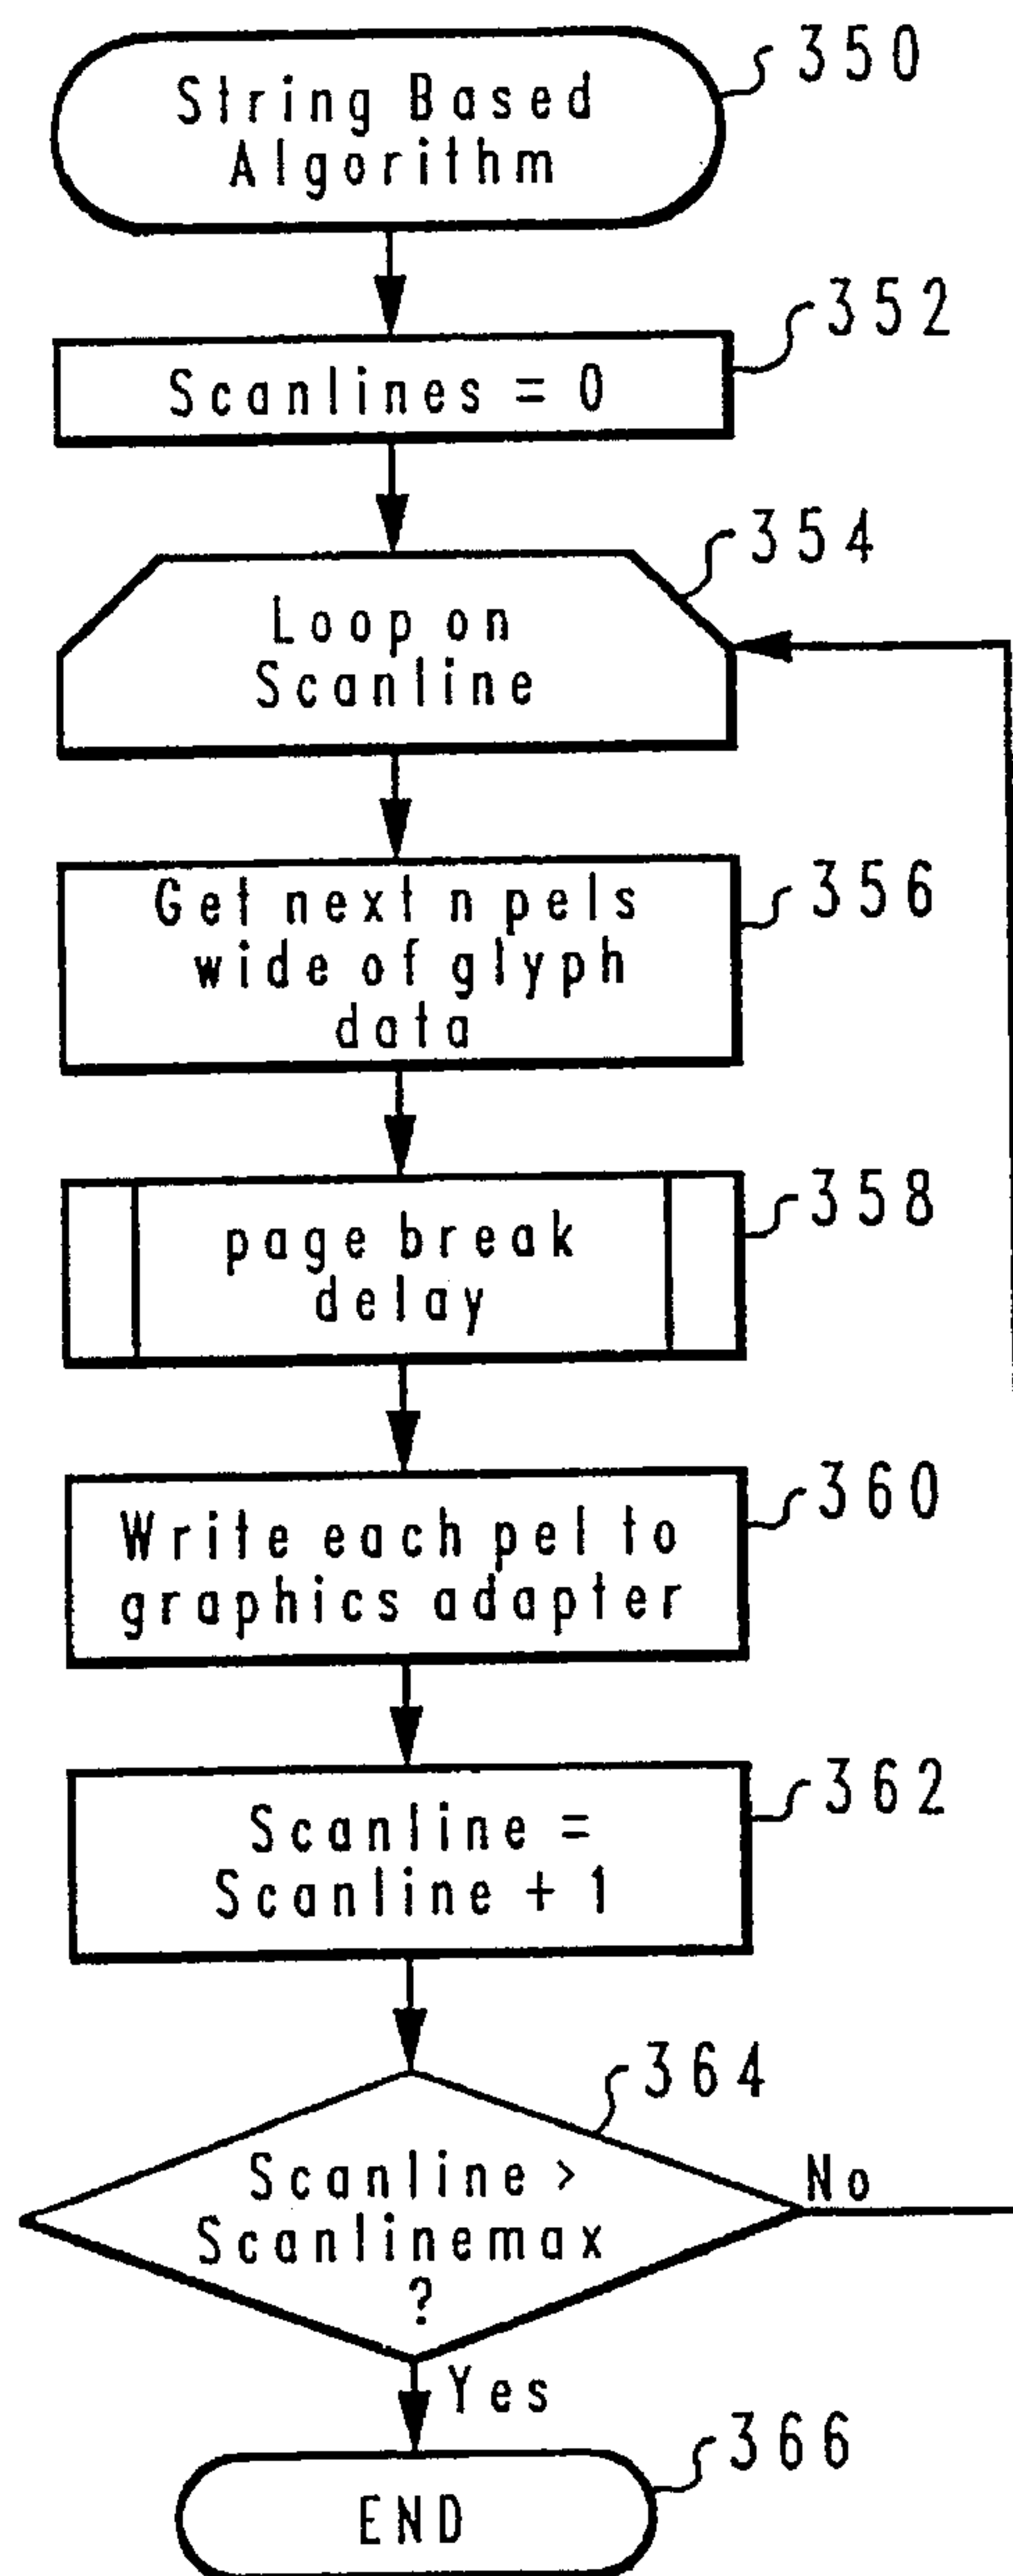 String Based
Algorithm
350
Scanlines = 0
352
Loop on
Scanline
354
Get next n pels
wide of glyph
data
356
page break
delay
358
Write each pel to
graphics adapter
360
Scanline =
Scanline + 1
362
Scanline >
Scanlinemax
?
364
No
Yes
END
366